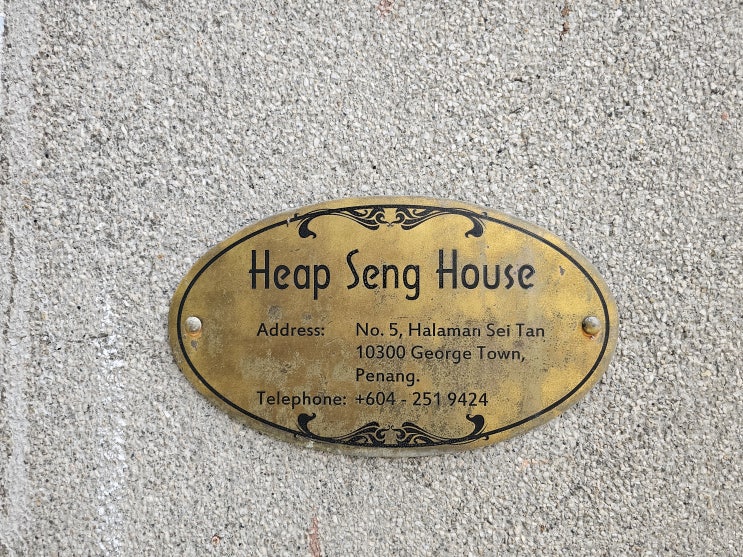 Heap Seng House
Address: No. 5, Halaman Sei Tan
10300 George Town,
Penang.
Telephone: +604 - 251 9424